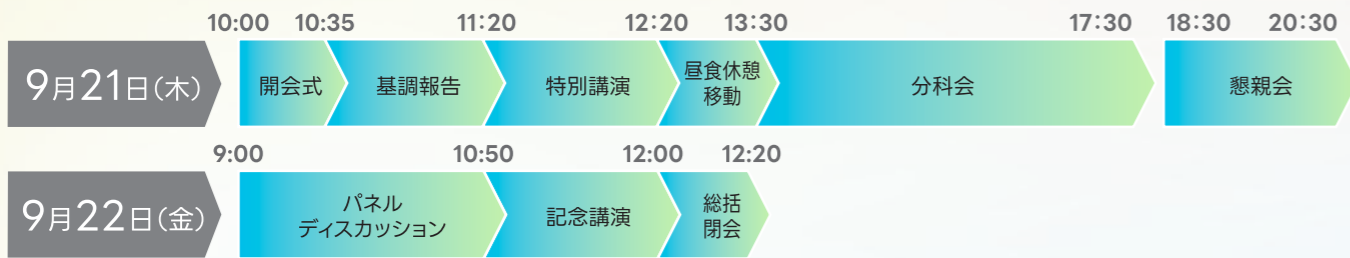 10:00 10:35 11:20 12:20 13:30 17:30 18:30 20:30
9月21日(木)
開会式
基調報告
特別講演
昼食休憩
移動
分科会
懇親会
9:00 10:50 12:00 12:20
9月22日(金)
パネル
ディスカッション
記念講演
総括
閉会